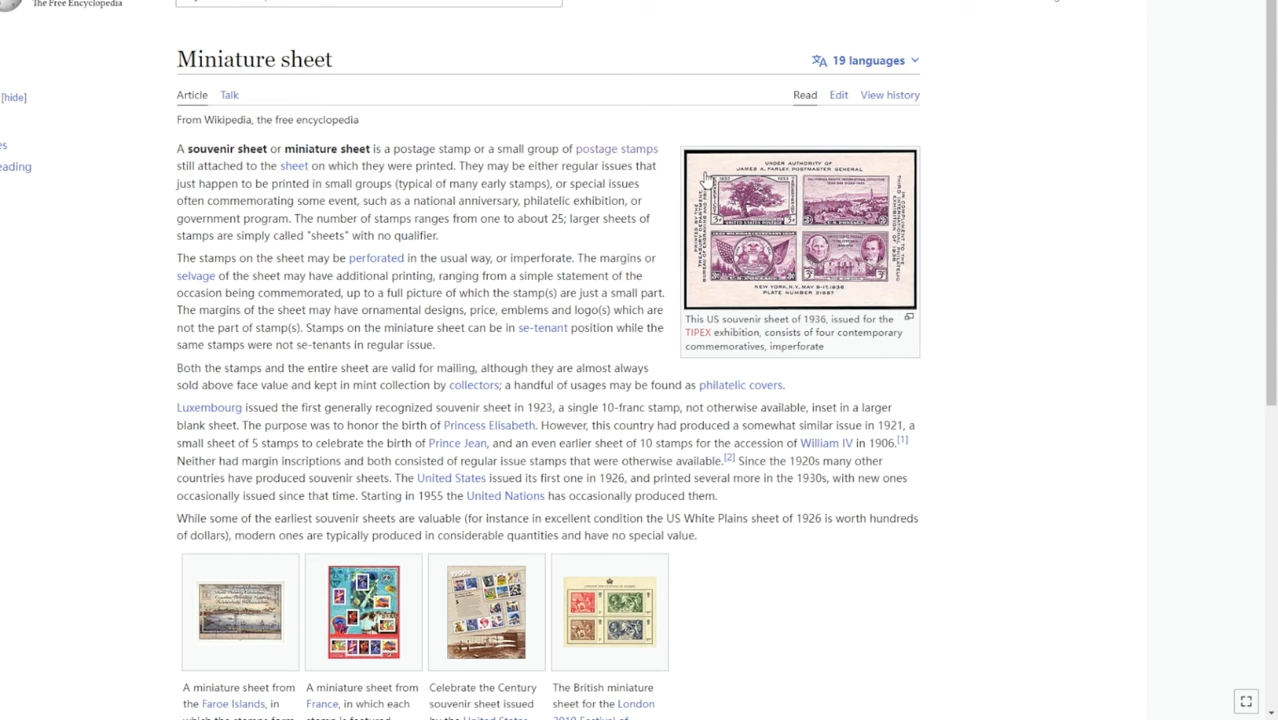 The Free Encyclopedia
Miniature sheet
19 languages
[hide]
Article Talk
Read Edit View history
From Wikipedia, the free encyclopedia
A souvenir sheet or miniature sheet is a postage stamp or a small group of postage stamps
still attached to the sheet on which they were printed. They may be either regular issues that
just happen to be printed in small groups (typical of many early stamps), or special issues
often commemorating some event, such as a national anniversary, philatelic exhibition, or
government program. The number of stamps ranges from one to about 25; larger sheets of
stamps are simply called "sheets" with no qualifier.
The stamps on the sheet may be perforated in the usual way, or imperforate. The margins or
selvage of the sheet may have additional printing, ranging from a simple statement of the
occasion being commemorated, up to a full picture of which the stamp(s) are just a small part.
The margins of the sheet may have ornamental designs, price, emblems and logo(s) which are
not the part of stamp(s). Stamps on the miniature sheet can be in se-tenant position while the
same stamps were not se-tenants in regular issue.
UNDER AUTHORITY OF
JAMES A. FARLEY, POSTMASTER GENERAL
NEW YORK, N.Y., MAY 9-17, 1936
PLATE NUMBER 21557
This US souvenir sheet of 1936, issued for the
TIPEX exhibition, consists of four contemporary
commemoratives, imperforate
Both the stamps and the entire sheet are valid for mailing, although they are almost always
sold above face value and kept in mint collection by collectors; a handful of usages may be found as philatelic covers.
Luxembourg issued the first generally recognized souvenir sheet in 1923, a single 10-franc stamp, not otherwise available, inset in a larger
blank sheet. The purpose was to honor the birth of Princess Elisabeth. However, this country had produced a somewhat similar issue in 1921, a
small sheet of 5 stamps to celebrate the birth of Prince Jean, and an even earlier sheet of 10 stamps for the accession of William IV in 1906.[1]
Neither had margin inscriptions and both consisted of regular issue stamps that were otherwise available.[2] Since the 1920s many other
countries have produced souvenir sheets. The United States issued its first one in 1926, and printed several more in the 1930s, with new ones
occasionally issued since that time. Starting in 1955 the United Nations has occasionally produced them.
While some of the earliest souvenir sheets are valuable (for instance in excellent condition the US White Plains sheet of 1926 is worth hundreds
of dollars), modern ones are typically produced in considerable quantities and have no special value.
A miniature sheet from
the Faroe Islands, in
A miniature sheet from
France, in which each
Celebrate the Century
souvenir sheet issued
The British miniature
sheet for the London